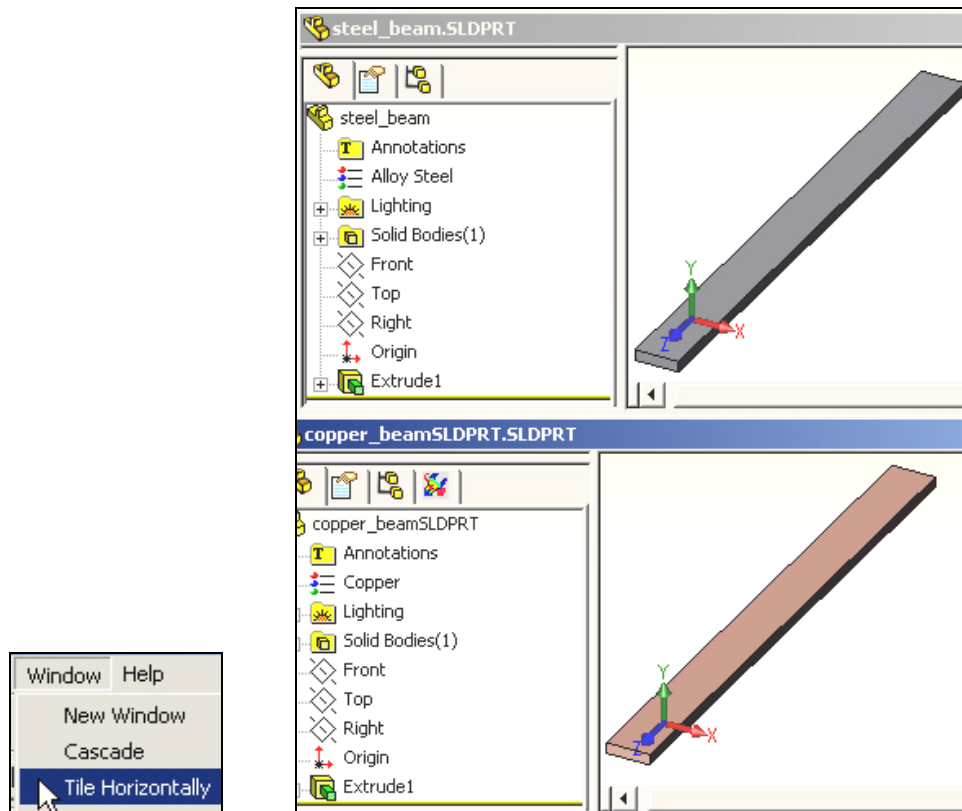 steel_beam.SLDPRT
steel_beam
T Annotations
Alloy Steel
Lighting
Solid Bodies(1)
Front
Top
Right
Origin
Extrude1
Y
X
Z
copper_beamSLDPRT.SLDPRT
copper_beamSLDPRT
T Annotations
Copper
Lighting
Solid Bodies(1)
Front
Top
Right
Origin
Extrude1
Y
X
Z
Window Help
New Window
Cascade
Tile Horizontally